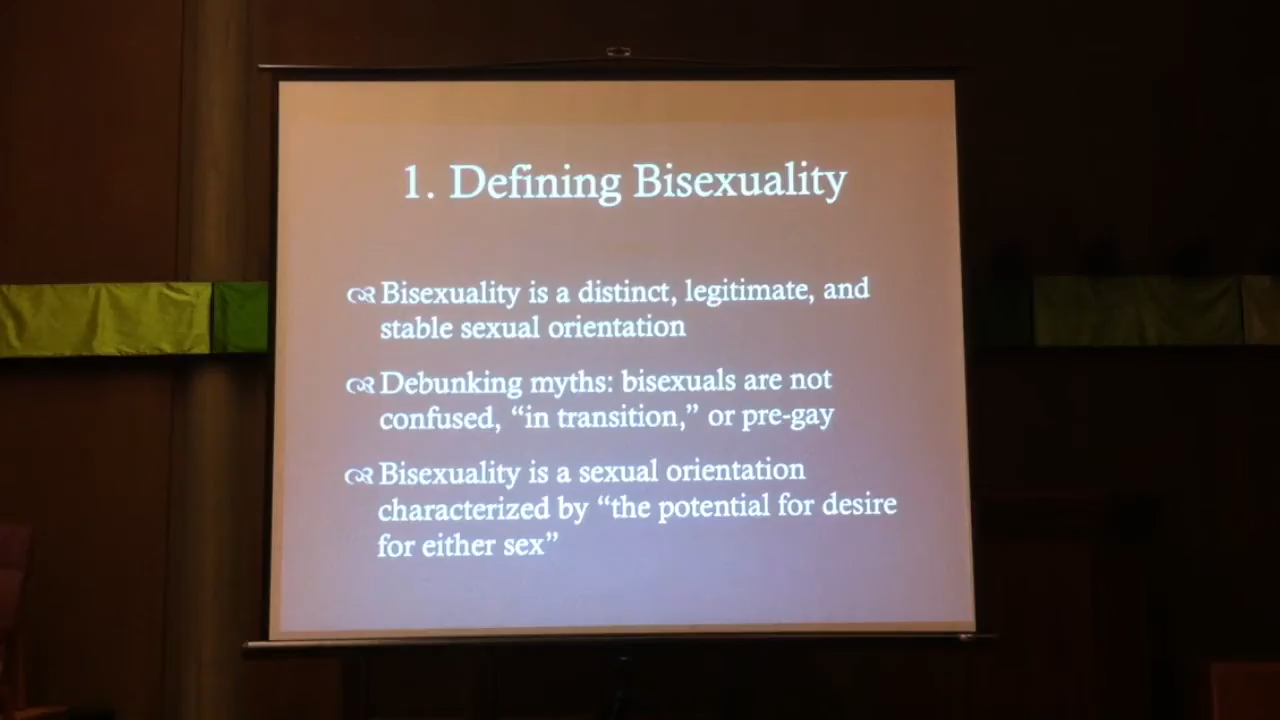 1. Defining Bisexuality
Bisexuality is a distinct, legitimate, and
stable sexual orientation
Debunking myths: bisexuals are not
confused, “in transition,” or pre-gay
Bisexuality is a sexual orientation
characterized by “the potential for desire
for either sex”